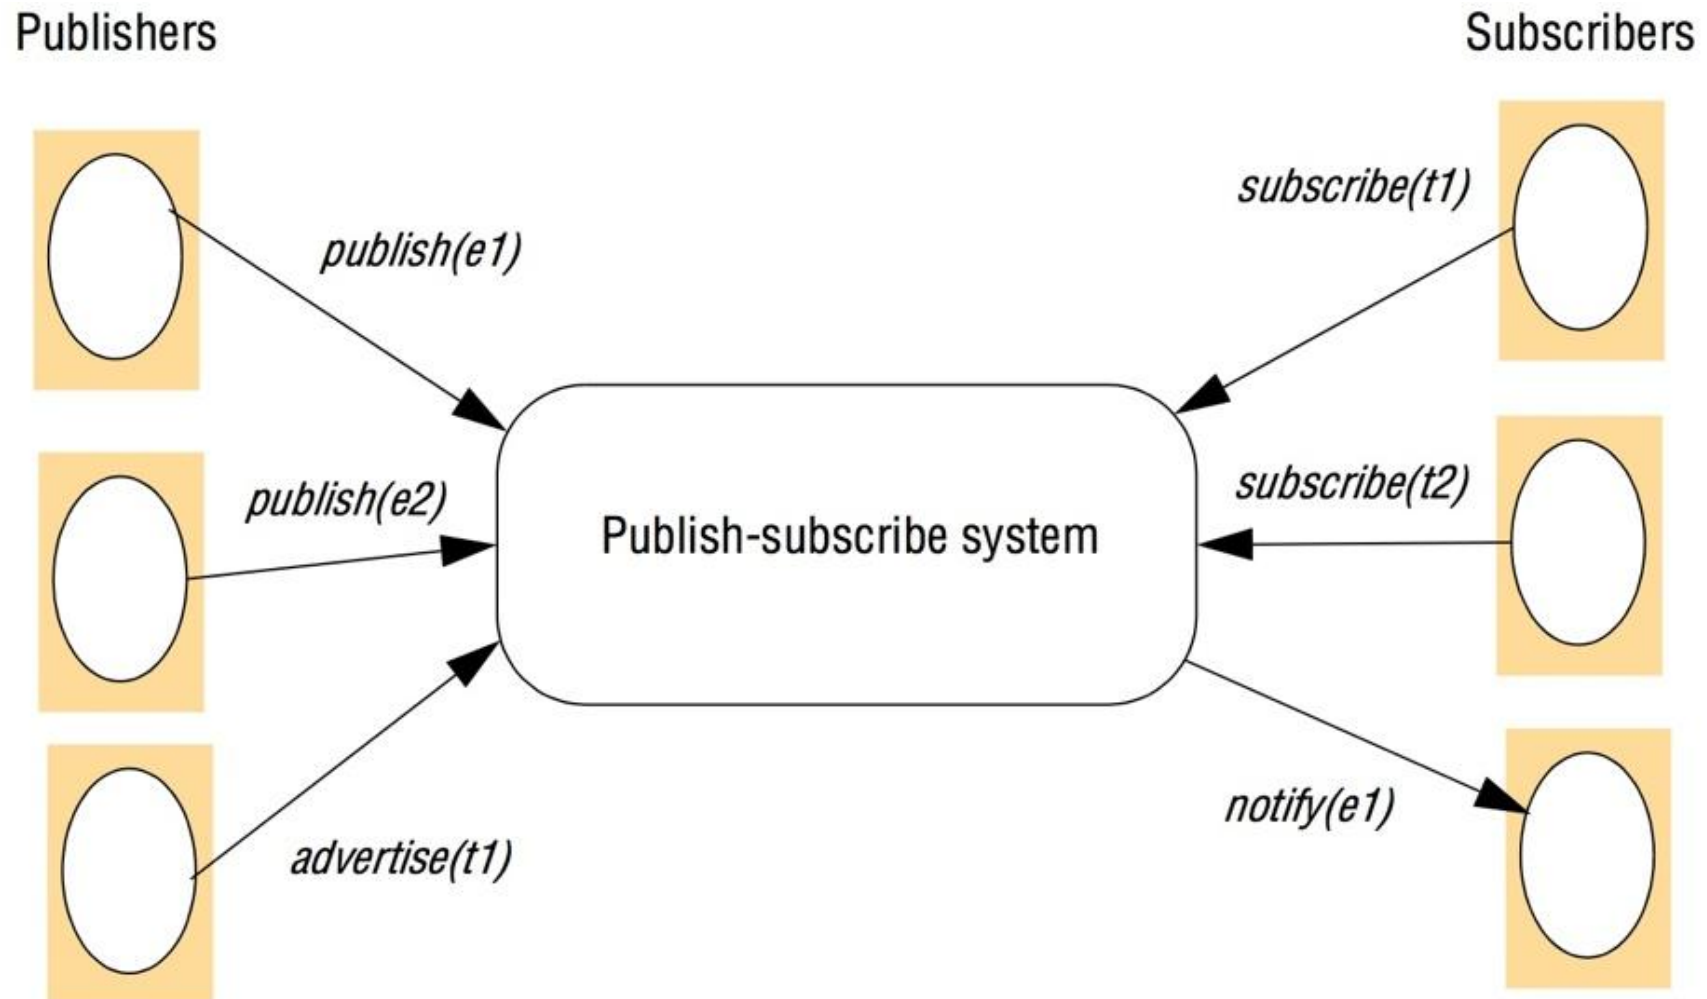 Publishers
Subscribers
subscribe(t1)
publish(e1)
subscribe(t2)
publish(e2)
Publish-subscribe system
notify(e1)
advertise(t1)